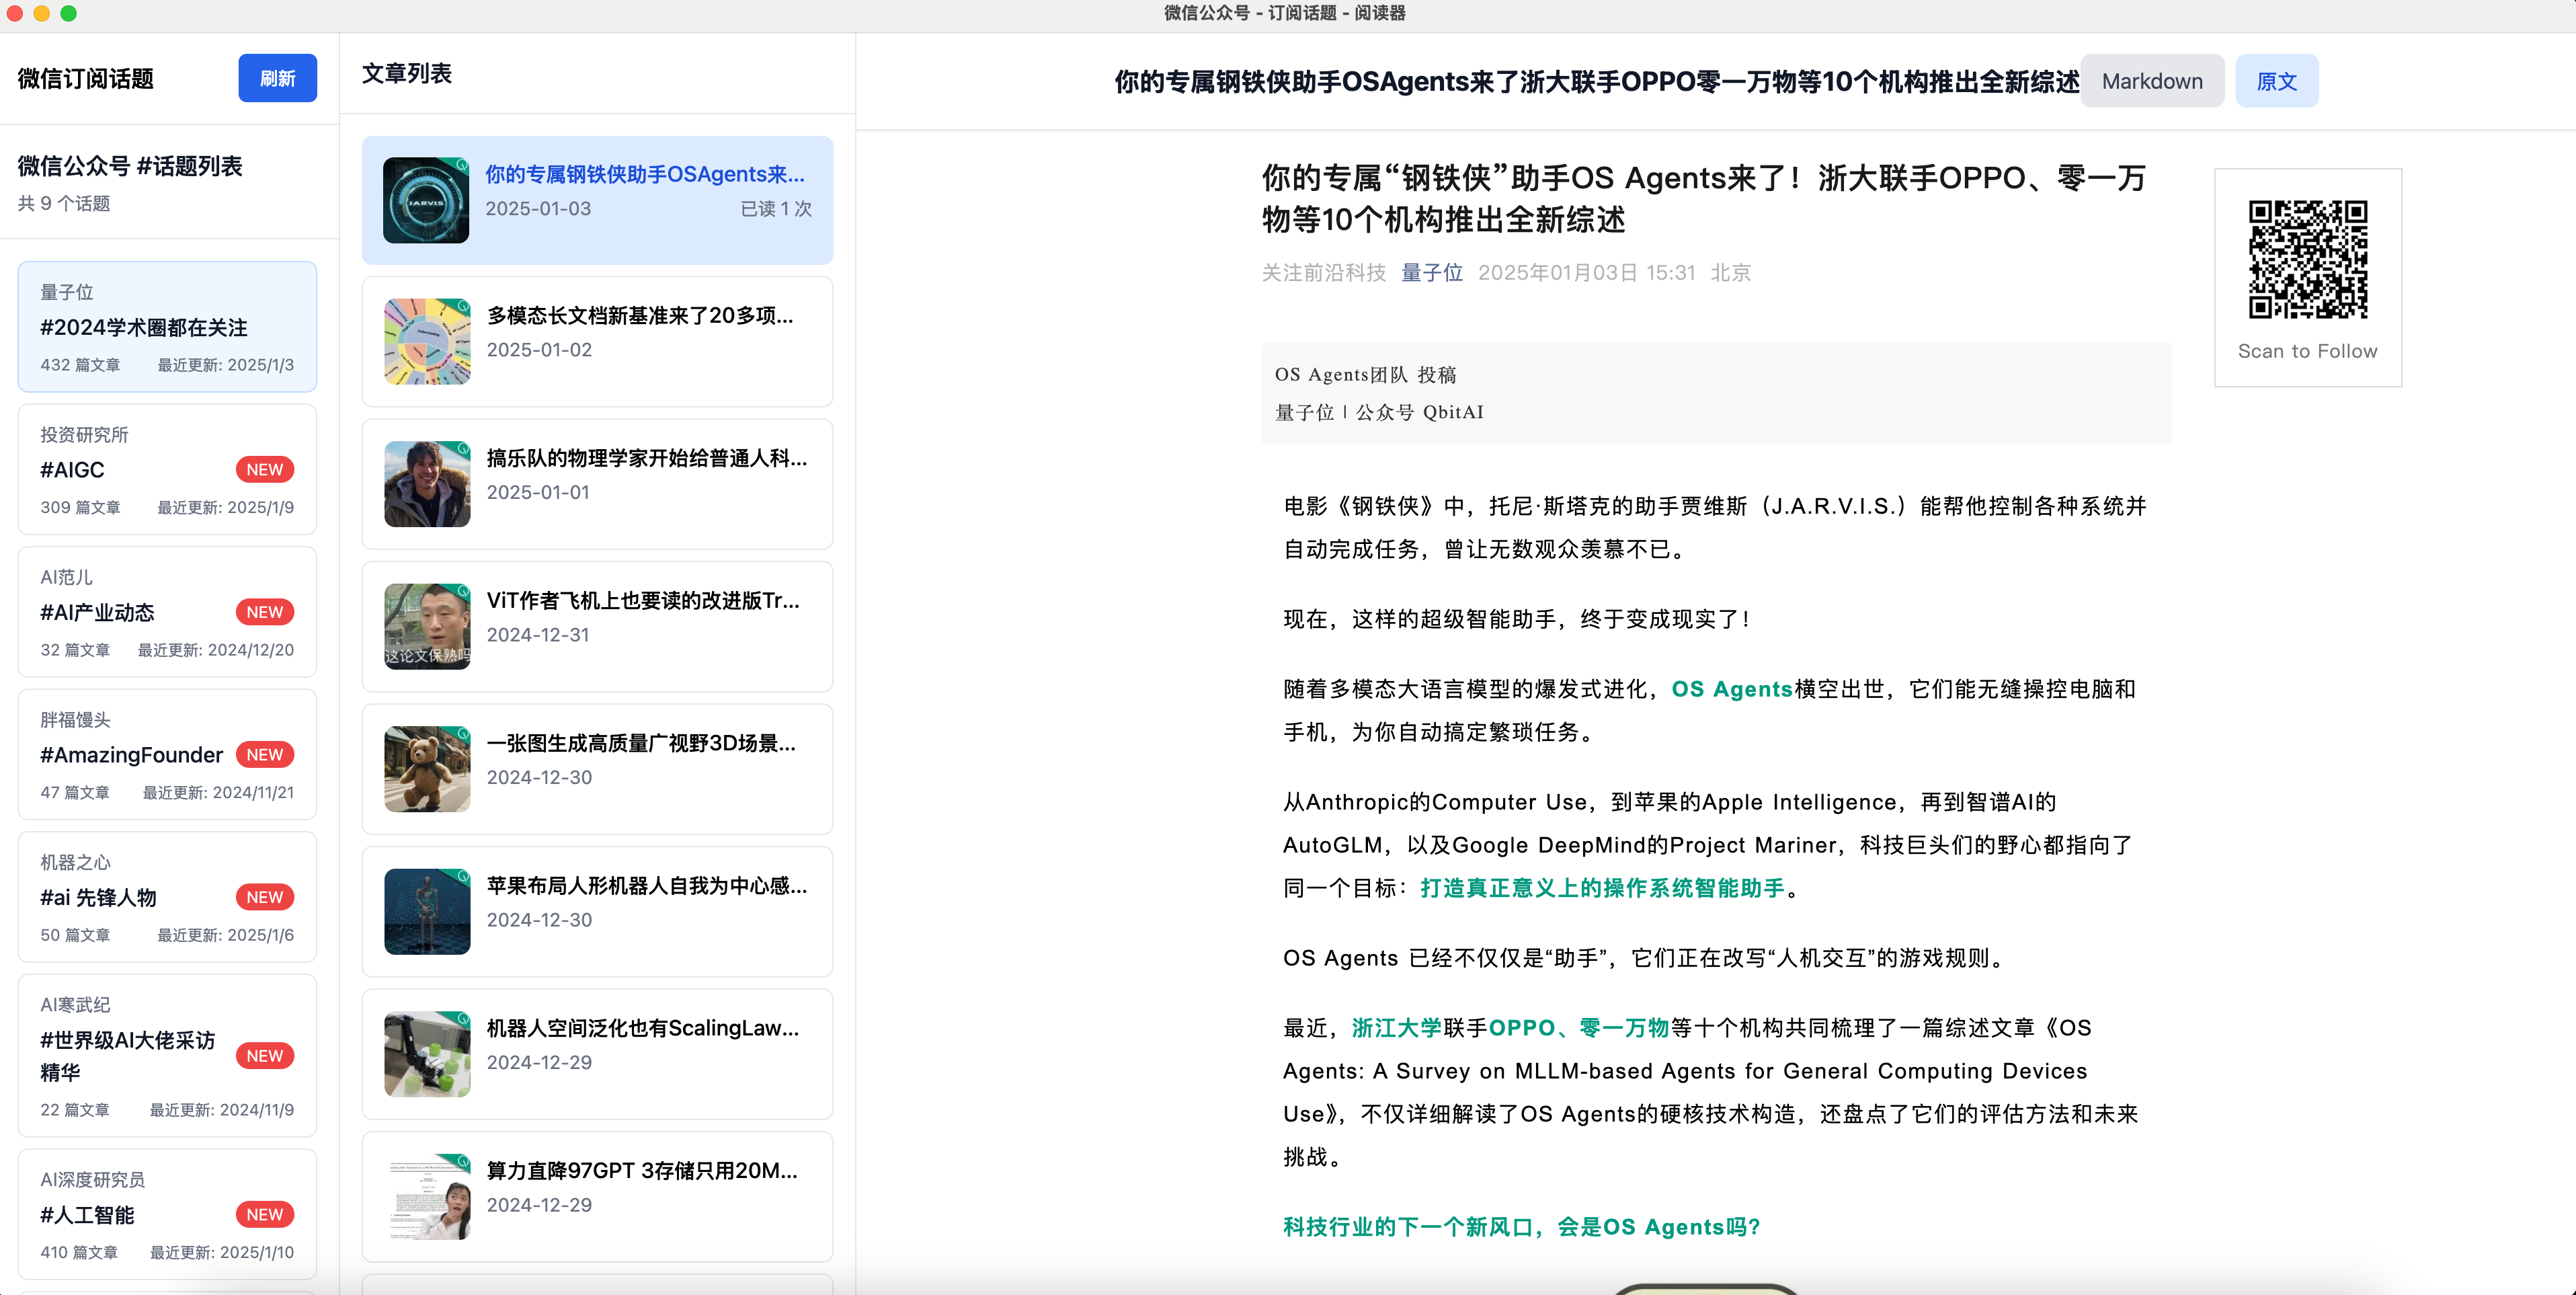 微信公众号 - 订阅话题 - 阅读器
微信订阅话题
刷新
微信公众号 #话题列表
共 9 个话题
量子位
#2024学术圈都在关注
432 篇文章 最近更新: 2025/1/3
投资研究所
#AIGC NEW
309 篇文章 最近更新: 2025/1/9
AI范儿
#AI产业动态 NEW
32 篇文章 最近更新: 2024/12/20
胖福馒头
#AmazingFounder NEW
47 篇文章 最近更新: 2024/11/21
机器之心
#ai 先锋人物 NEW
50 篇文章 最近更新: 2025/1/6
AI寒武纪
#世界级AI大佬采访
精华
NEW
22 篇文章 最近更新: 2024/11/9
AI深度研究员
#人工智能 NEW
410 篇文章 最近更新: 2025/1/10
文章列表
JARVIS
你的专属钢铁侠助手OSAgents来...
2025-01-03 已读 1 次
多模态长文档新基准来了20多项...
2025-01-02
搞乐队的物理学家开始给普通人科...
2025-01-01
这论文保熟吗
ViT作者飞机上也要读的改进版Tr...
2024-12-31
一张图生成高质量广视野3D场景...
2024-12-30
苹果布局人形机器人自我为中心感...
2024-12-30
机器人空间泛化也有ScalingLaw...
2024-12-29
算力直降97GPT 3存储只用20M...
2024-12-29
你的专属钢铁侠助手OSAgents来了浙大联手OPPO零一万物等10个机构推出全新综述
Markdown
原文
你的专属“钢铁侠”助手OS Agents来了！浙大联手OPPO、零一万
物等10个机构推出全新综述
关注前沿科技 量子位 2025年01月03日 15:31 北京
Scan to Follow
OS Agents团队 投稿
量子位 | 公众号 QbitAI
电影《钢铁侠》中，托尼·斯塔克的助手贾维斯（J.A.R.V.I.S.）能帮他控制各种系统并
自动完成任务，曾让无数观众羡慕不已。
现在，这样的超级智能助手，终于变成现实了！
随着多模态大语言模型的爆发式进化，OS Agents横空出世，它们能无缝操控电脑和
手机，为你自动搞定繁琐任务。
从Anthropic的Computer Use，到苹果的Apple Intelligence，再到智谱AI的
AutoGLM，以及Google DeepMind的Project Mariner，科技巨头们的野心都指向了
同一个目标：打造真正意义上的操作系统智能助手。
OS Agents 已经不仅仅是“助手”，它们正在改写“人机交互”的游戏规则。
最近，浙江大学联手OPPO、零一万物等十个机构共同梳理了一篇综述文章《OS
Agents: A Survey on MLLM-based Agents for General Computing Devices
Use》，不仅详细解读了OS Agents的硬核技术构造，还盘点了它们的评估方法和未来
挑战。
科技行业的下一个新风口，会是OS Agents吗?